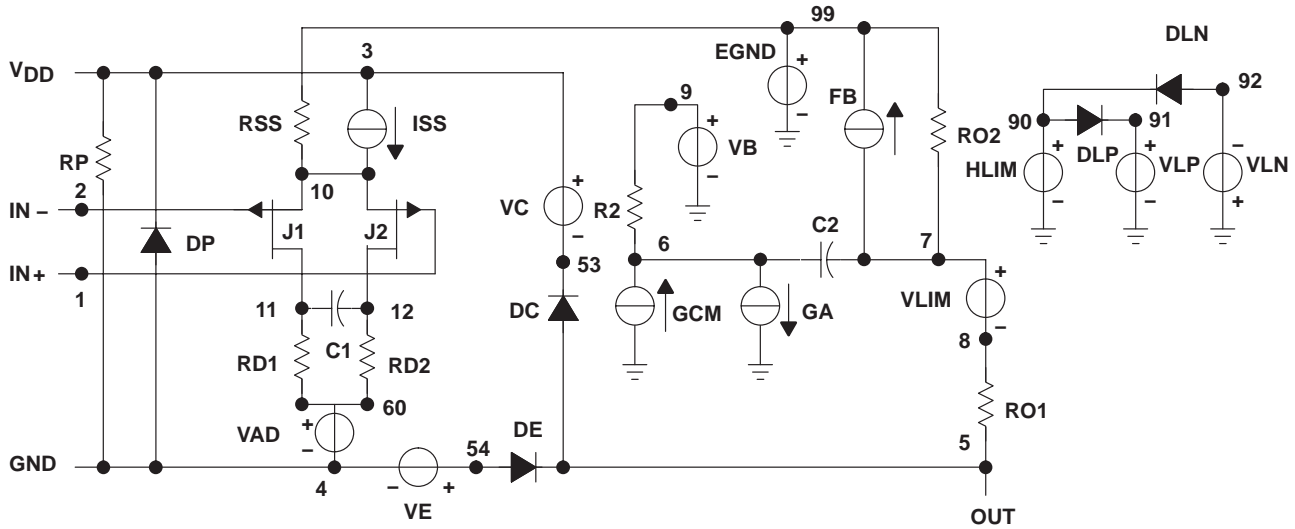 99
DLN
3
EGND
VDD
92
9
FB
RSS
ISS
90
91
RP
VB
RO2
DLP
2
10
HLIM
VLP
VLN
IN –
VC
R2
C2
J1
J2
DP
6
7
IN+
53
1
VLIM
11
12
DC
GCM
GA
8
C1
RD1
RD2
60
RO1
VAD
DE
54
5
GND
4
VE
OUT